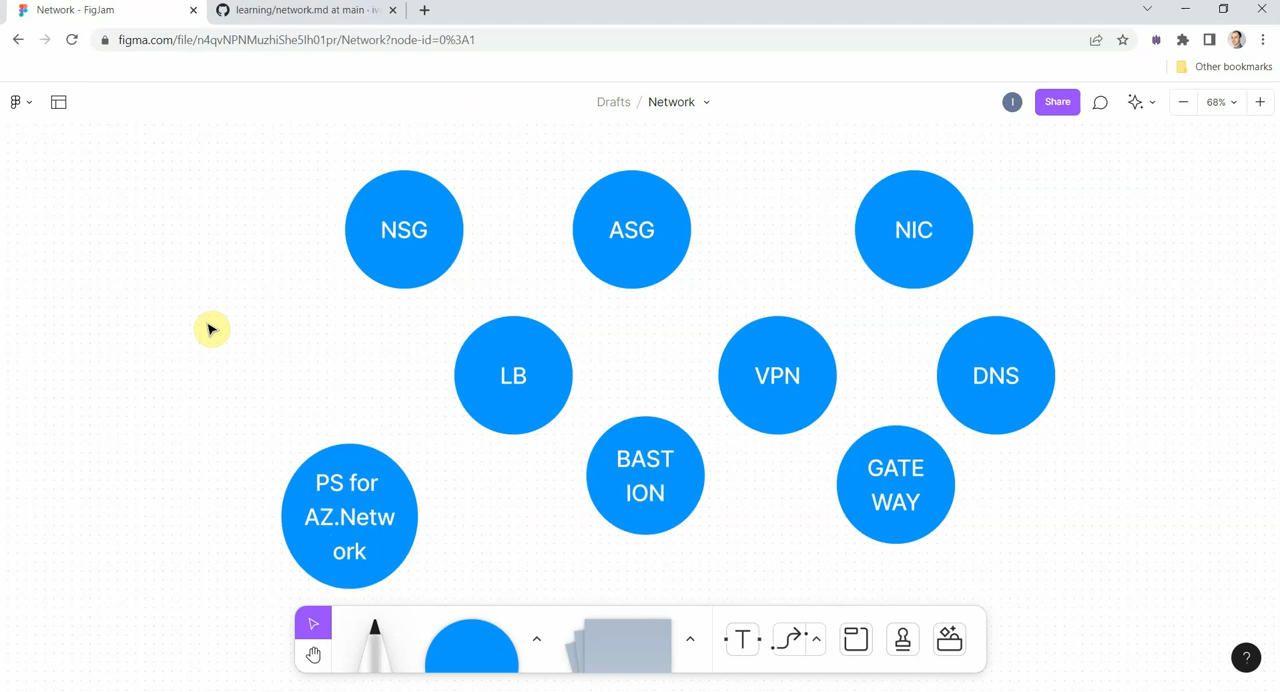 Network - FigJam
learning/network.md at main · iv
figma.com/file/n4qvNPNMuzhiShe5Ih01pr/Network?node-id=0%3A1
Other bookmarks
Drafts / Network
I
Share
68%
NSG
ASG
NIC
LB
VPN
DNS
BAST
ION
GATE
WAY
PS for
AZ.Netw
ork
T
?